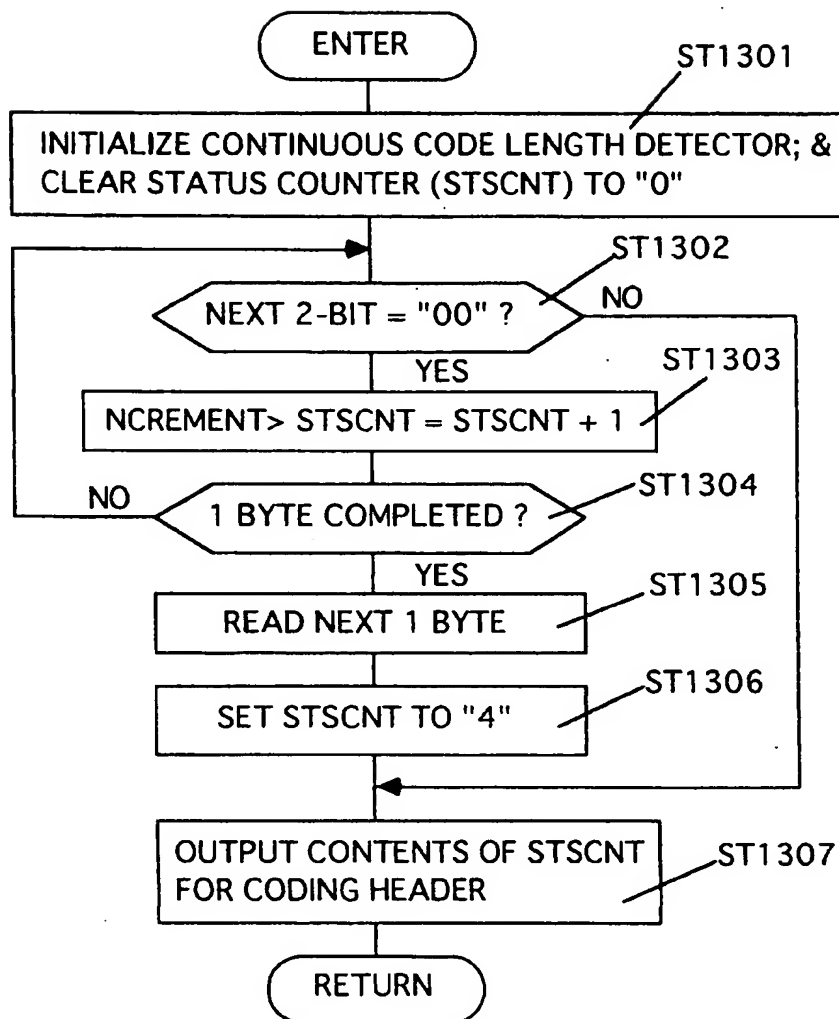 ENTER
ST1301
INITIALIZE CONTINUOUS CODE LENGTH DETECTOR; &
CLEAR STATUS COUNTER (STSCNT) TO "0"
ST1302
NEXT 2-BIT = "00" ?
NO
YES
ST1303
NCREMENT> STSCNT = STSCNT + 1
NO
1 BYTE COMPLETED ?
ST1304
YES
ST1305
READ NEXT 1 BYTE
ST1306
SET STSCNT TO "4"
OUTPUT CONTENTS OF STSCNT
FOR CODING HEADER
ST1307
RETURN